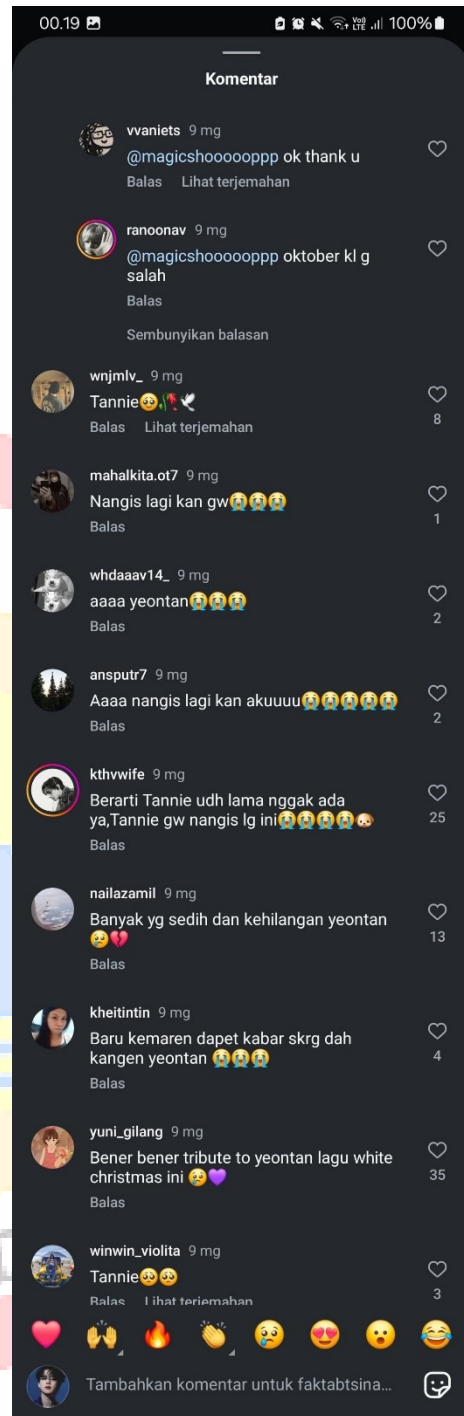 00.19 Vo)) LTE 100%
Komentar
vvaniets 9 mg
@magicshoooooppp ok thank u
Balas Lihat terjemahan
ranoonav 9 mg
@magicshoooooppp oktober kl g
salah
Balas
Sembunyikan balasan
wnjmlv_ 9 mg
Tannie🥹🥀🕊
8
Balas Lihat terjemahan
mahalkita.ot7 9 mg
Nangis lagi kan gw😭😭😭
1
Balas
whdaaav14_ 9 mg
aaaa yeontan😭😭😭
2
Balas
ansputr7 9 mg
Aaaa nangis lagi kan akuuuu😭😭😭😭😭
2
Balas
kthvwife 9 mg
Berarti Tannie udh lama nggak ada
ya,Tannie gw nangis lg ini😭😭😭😭🐶
25
Balas
nailazamil 9 mg
Banyak yg sedih dan kehilangan yeontan
😢💔
13
Balas
kheitintin 9 mg
Baru kemaren dapet kabar skrg dah
kangen yeontan 😭😭😭
4
Balas
yuni_gilang 9 mg
Bener bener tribute to yeontan lagu white
christmas ini 😢💜
35
Balas
winwin_violita 9 mg
Tannie🥺🥺
3
Balas Lihat terjemahan
Tambahkan komentar untuk faktabtsina...